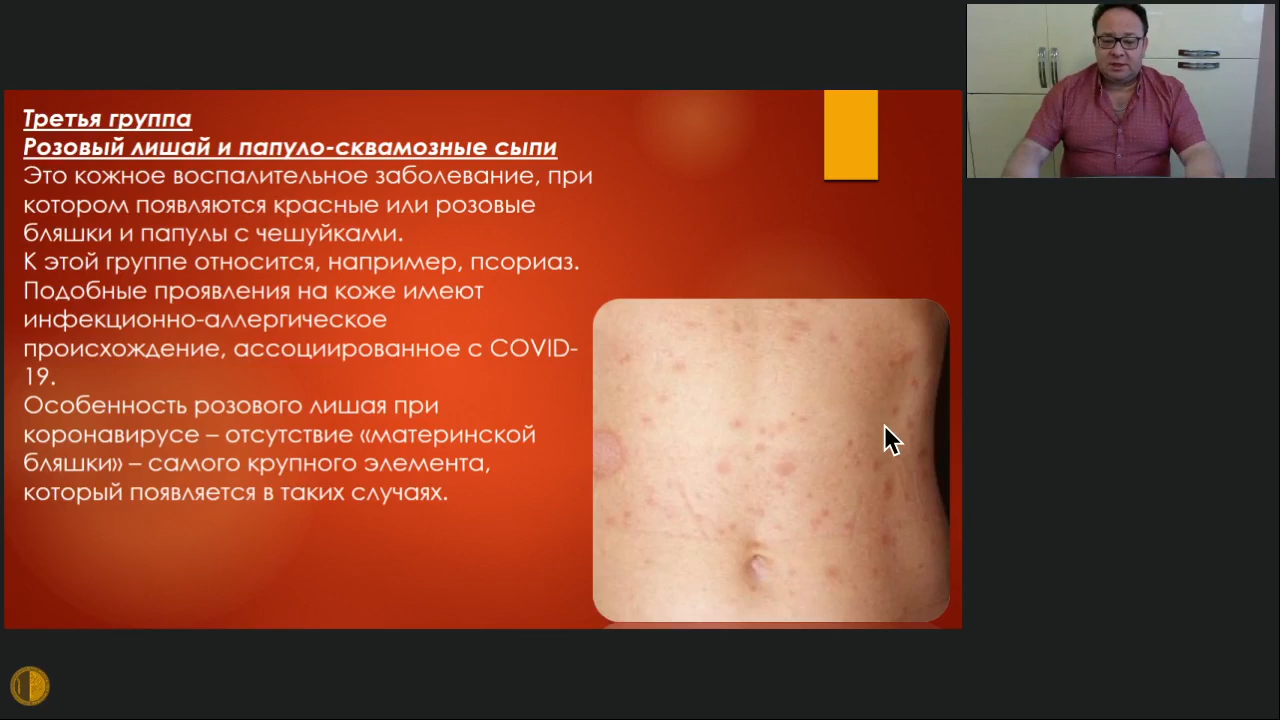 Третья группа
Розовый лишай и папуло-сквамозные сыпи
Это кожное воспалительное заболевание, при
котором появляются красные или розовые
бляшки и папулы с чешуйками.
К этой группе относится, например, псориаз.
Подобные проявления на коже имеют
инфекционно-аллергическое
происхождение, ассоциированное с COVID-
19.
Особенность розового лишая при
коронавирусе – отсутствие «материнской
бляшки» – самого крупного элемента,
который появляется в таких случаях.